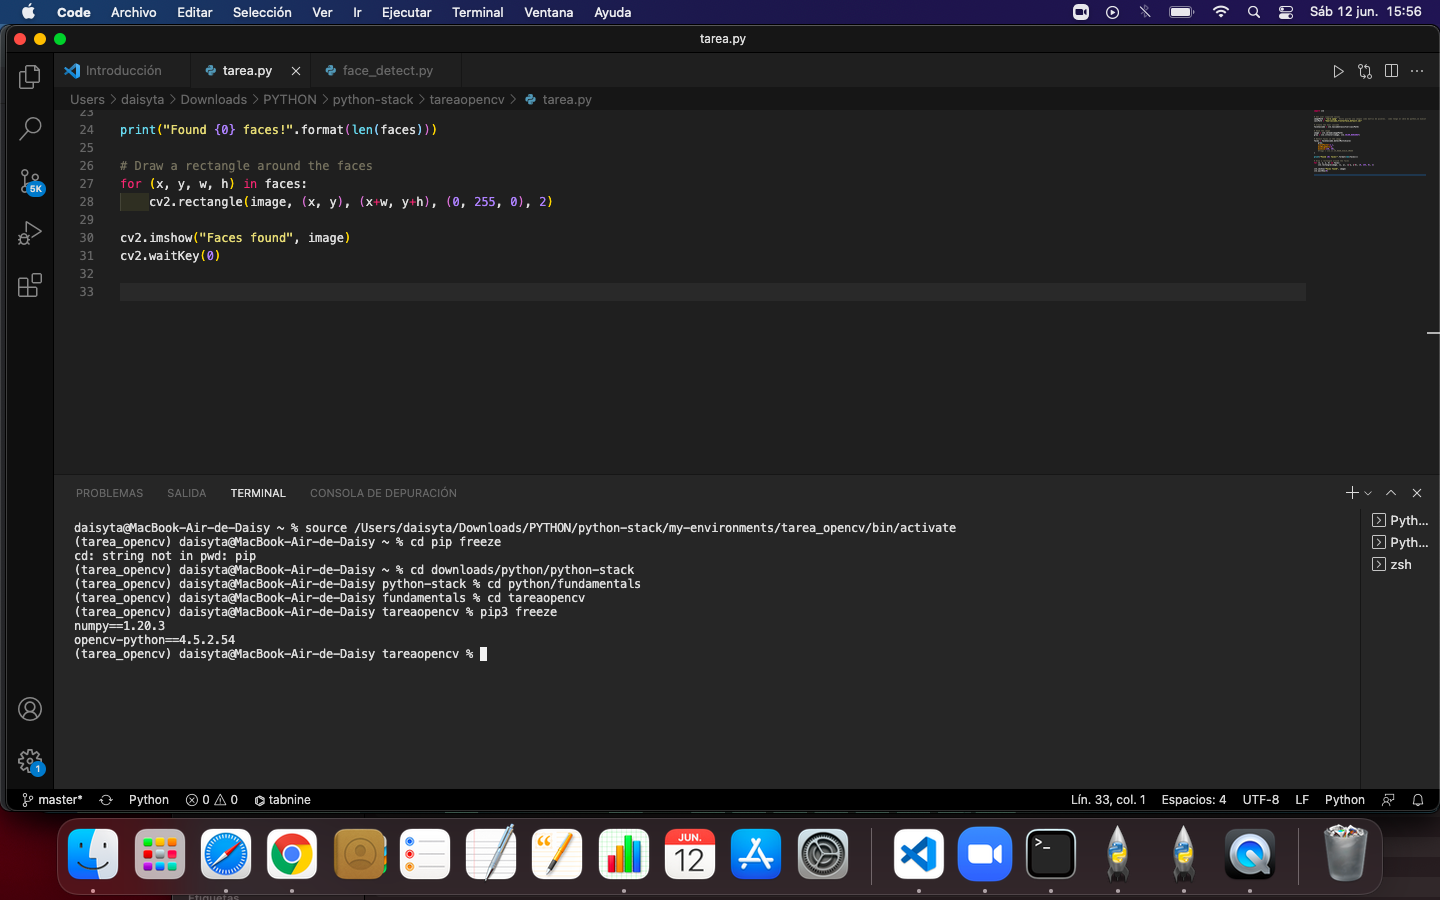 Code Archivo Editar Selección Ver Ir Ejecutar Terminal Ventana Ayuda Sáb 12 jun. 15:56
tarea.py
Introducción tarea.py face_detect.py
Users > daisyta > Downloads > PYTHON > python-stack > tareaopencv > tarea.py
23
24 print("Found {0} faces!".format(len(faces)))
25
26 # Draw a rectangle around the faces
27 for (x, y, w, h) in faces:
28 cv2.rectangle(image, (x, y), (x+w, y+h), (0, 255, 0), 2)
29
30 cv2.imshow("Faces found", image)
31 cv2.waitKey(0)
32
33
5K
PROBLEMAS SALIDA TERMINAL CONSOLA DE DEPURACIÓN
daisyta@MacBook-Air-de-Daisy ~ % source /Users/daisyta/Downloads/PYTHON/python-stack/my-environments/tarea_opencv/bin/activate
(tarea_opencv) daisyta@MacBook-Air-de-Daisy ~ % cd pip freeze
cd: string not in pwd: pip
(tarea_opencv) daisyta@MacBook-Air-de-Daisy ~ % cd downloads/python/python-stack
(tarea_opencv) daisyta@MacBook-Air-de-Daisy python-stack % cd python/fundamentals
(tarea_opencv) daisyta@MacBook-Air-de-Daisy fundamentals % cd tareaopencv
(tarea_opencv) daisyta@MacBook-Air-de-Daisy tareaopencv % pip3 freeze
numpy==1.20.3
opencv-python==4.5.2.54
(tarea_opencv) daisyta@MacBook-Air-de-Daisy tareaopencv %
Pyth...
Pyth...
zsh
1
master* Python 0 0 tabnine Lín. 33, col. 1 Espacios: 4 UTF-8 LF Python
JUN.
12
Etiquetas